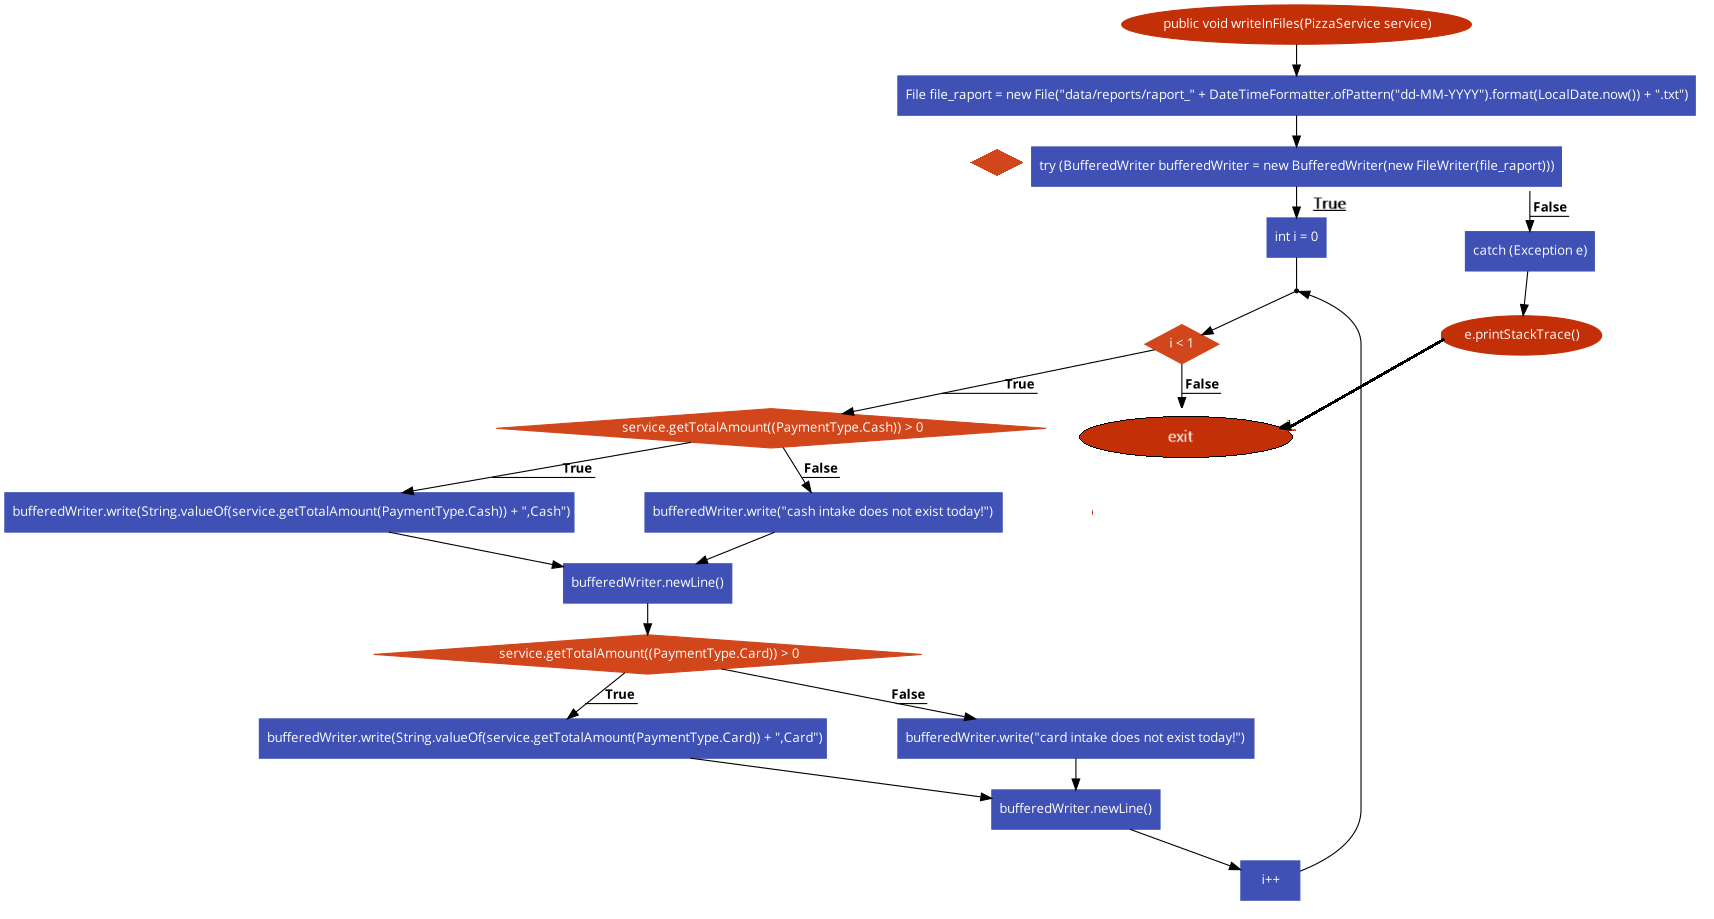 public void writeInFiles(PizzaService service)
File file_raport = new File("data/reports/raport_" + DateTimeFormatter.ofPattern("dd-MM-YYYY").format(LocalDate.now()) + ".txt")
try (BufferedWriter bufferedWriter = new BufferedWriter(new FileWriter(file_raport)))
True
False
int i = 0
catch (Exception e)
i < 1
e.printStackTrace()
True
False
service.getTotalAmount((PaymentType.Cash)) > 0
exit
True
False
bufferedWriter.write(String.valueOf(service.getTotalAmount(PaymentType.Cash)) + ",Cash")
bufferedWriter.write("cash intake does not exist today!")
bufferedWriter.newLine()
service.getTotalAmount((PaymentType.Card)) > 0
True
False
bufferedWriter.write(String.valueOf(service.getTotalAmount(PaymentType.Card)) + ",Card")
bufferedWriter.write("card intake does not exist today!")
bufferedWriter.newLine()
i++